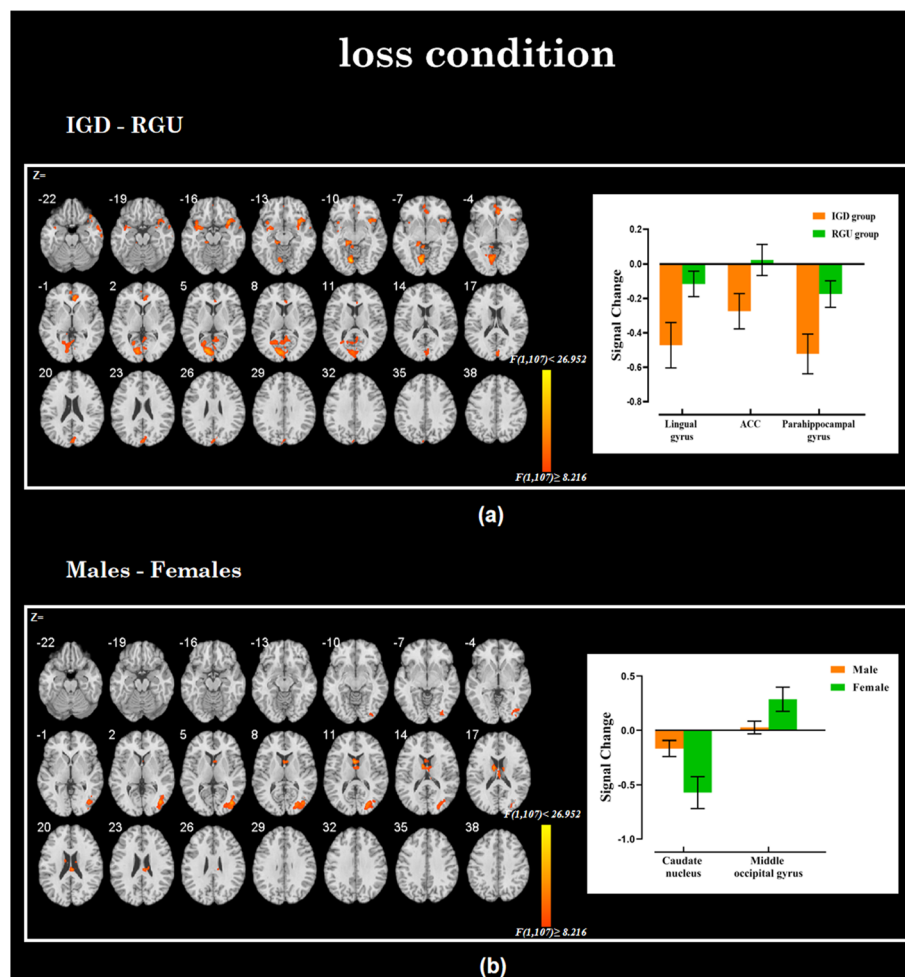 loss condition
IGD - RGU
Z=
-22 -19 -16 -13 -10 -7 -4
-1 2 5 8 11 14 17
20 23 26 29 32 35 38
F(1,107)< 26.952
F(1,107)≥ 8.216
IGD group
RGU group
Signal Change
0.2
0.0
-0.2
-0.4
-0.6
-0.8
Lingual gyrus
ACC
Parahippocampal gyrus
(a)
Males - Females
Z=
-22 -19 -16 -13 -10 -7 -4
-1 2 5 8 11 14 17
20 23 26 29 32 35 38
F(1,107)< 26.952
F(1,107)≥ 8.216
Male
Female
Signal Change
0.5
0.0
-0.5
-1.0
Caudate nucleus
Middle occipital gyrus
(b)